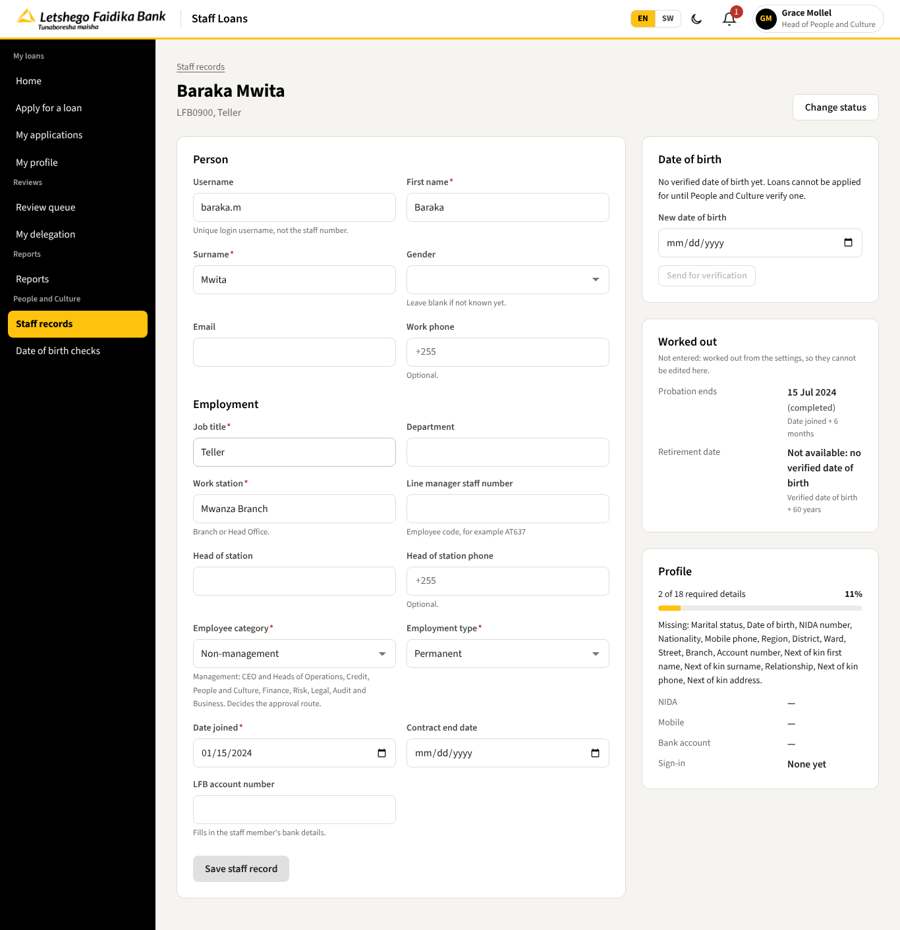 Letshego Faidika Bank
Tunaboresha maisha
Staff Loans
EN SW
1
GM
Grace Mollel
Head of People and Culture
My loans
Home
Apply for a loan
My applications
My profile
Reviews
Review queue
My delegation
Reports
Reports
People and Culture
Staff records
Date of birth checks
Staff records
Baraka Mwita
LFB0900, Teller
Change status
Person
Username
First name*
baraka.m
Baraka
Unique login username, not the staff number.
Surname*
Gender
Mwita
Leave blank if not known yet.
Email
Work phone
+255
Optional.
Employment
Job title*
Department
Teller
Work station*
Line manager staff number
Mwanza Branch
Branch or Head Office.
Employee code, for example AT637
Head of station
Head of station phone
+255
Optional.
Employee category*
Employment type*
Non-management
Permanent
Management: CEO and Heads of Operations, Credit,
People and Culture, Finance, Risk, Legal, Audit and
Business. Decides the approval route.
Date joined*
Contract end date
01/15/2024
mm/dd/yyyy
LFB account number
Fills in the staff member's bank details.
Save staff record
Date of birth
No verified date of birth yet. Loans cannot be applied
for until People and Culture verify one.
New date of birth
mm/dd/yyyy
Send for verification
Worked out
Not entered: worked out from the settings, so they cannot
be edited here.
Probation ends
15 Jul 2024
(completed)
Date joined + 6
months
Retirement date
Not available: no
verified date of
birth
Verified date of birth
+ 60 years
Profile
2 of 18 required details
11%
Missing: Marital status, Date of birth, NIDA number,
Nationality, Mobile phone, Region, District, Ward,
Street, Branch, Account number, Next of kin first
name, Next of kin surname, Relationship, Next of kin
phone, Next of kin address.
NIDA —
Mobile —
Bank account —
Sign-in None yet